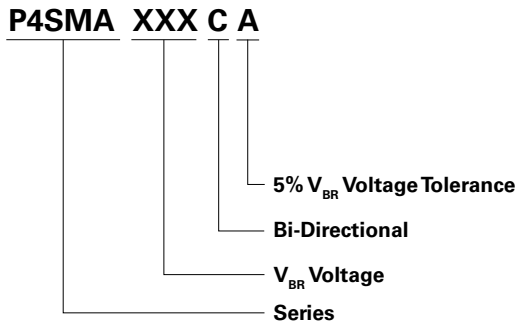 P4SMA XXX C A
5% VBR Voltage Tolerance
Bi-Directional
VBR Voltage
Series